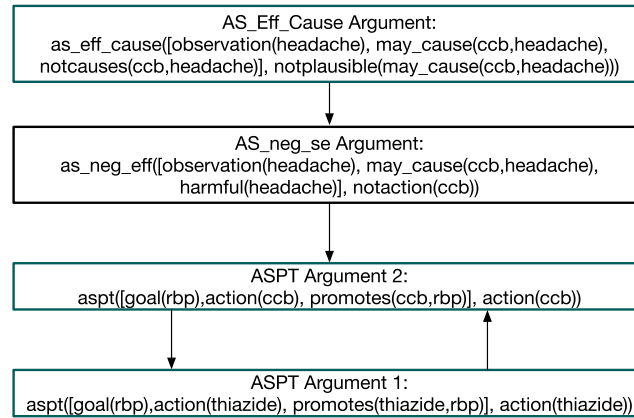 AS_Eff_Cause Argument:
as_eff_cause([observation(headache), may_cause(ccb,headache),
notcauses(ccb,headache)], notplausible(may_cause(ccb,headache)))
AS_neg_se Argument:
as_neg_eff([observation(headache), may_cause(ccb,headache),
harmful(headache)], notaction(ccb))
ASPT Argument 2:
aspt([goal(rbp),action(ccb), promotes(ccb,rbp)], action(ccb))
ASPT Argument 1:
aspt([goal(rbp),action(thiazide), promotes(thiazide,rbp)], action(thiazide))